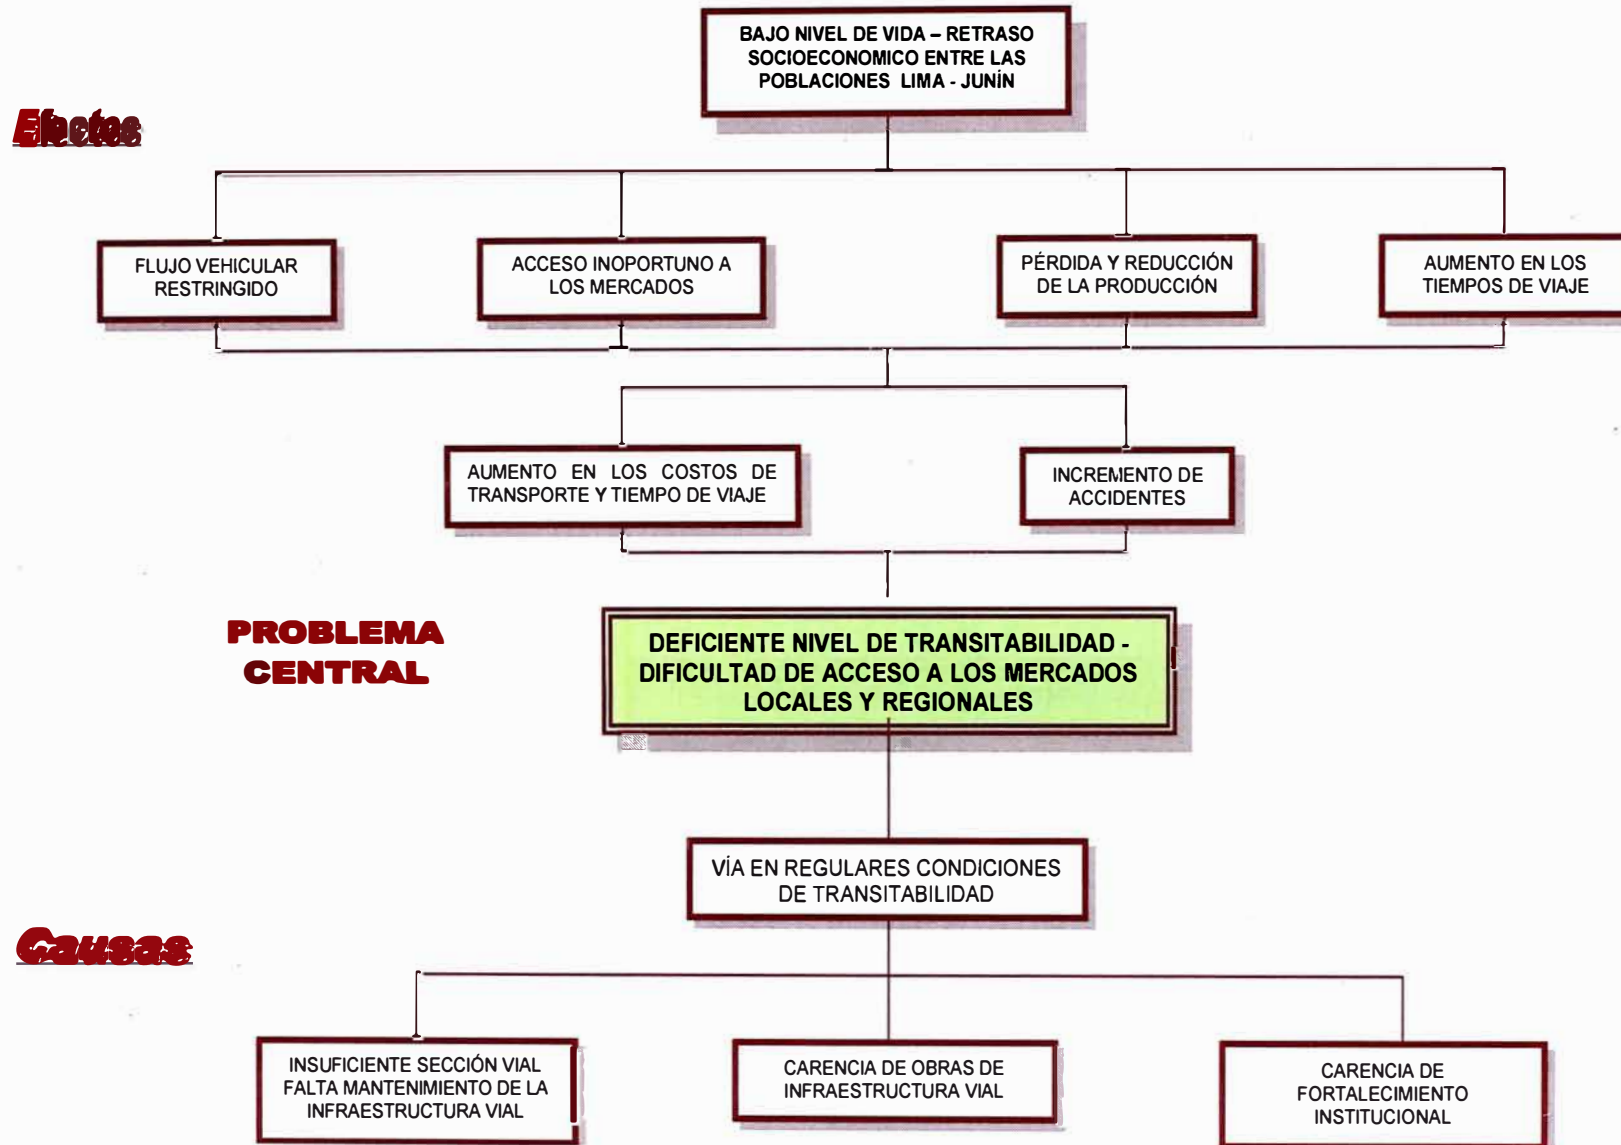 BAJO NIVEL DE VIDA – RETRASO
SOCIOECONOMICO ENTRE LAS
POBLACIONES LIMA - JUNÍN
Efectos
FLUJO VEHICULAR
RESTRINGIDO
ACCESO INOPORTUNO A
LOS MERCADOS
PÉRDIDA Y REDUCCIÓN
DE LA PRODUCCIÓN
AUMENTO EN LOS
TIEMPOS DE VIAJE
AUMENTO EN LOS COSTOS DE
TRANSPORTE Y TIEMPO DE VIAJE
INCREMENTO DE
ACCIDENTES
PROBLEMA
CENTRAL
DEFICIENTE NIVEL DE TRANSITABILIDAD -
DIFICULTAD DE ACCESO A LOS MERCADOS
LOCALES Y REGIONALES
VÍA EN REGULARES CONDICIONES
DE TRANSITABILIDAD
Causas
INSUFICIENTE SECCIÓN VIAL
FALTA MANTENIMIENTO DE LA
INFRAESTRUCTURA VIAL
CARENCIA DE OBRAS DE
INFRAESTRUCTURA VIAL
CARENCIA DE
FORTALECIMIENTO
INSTITUCIONAL